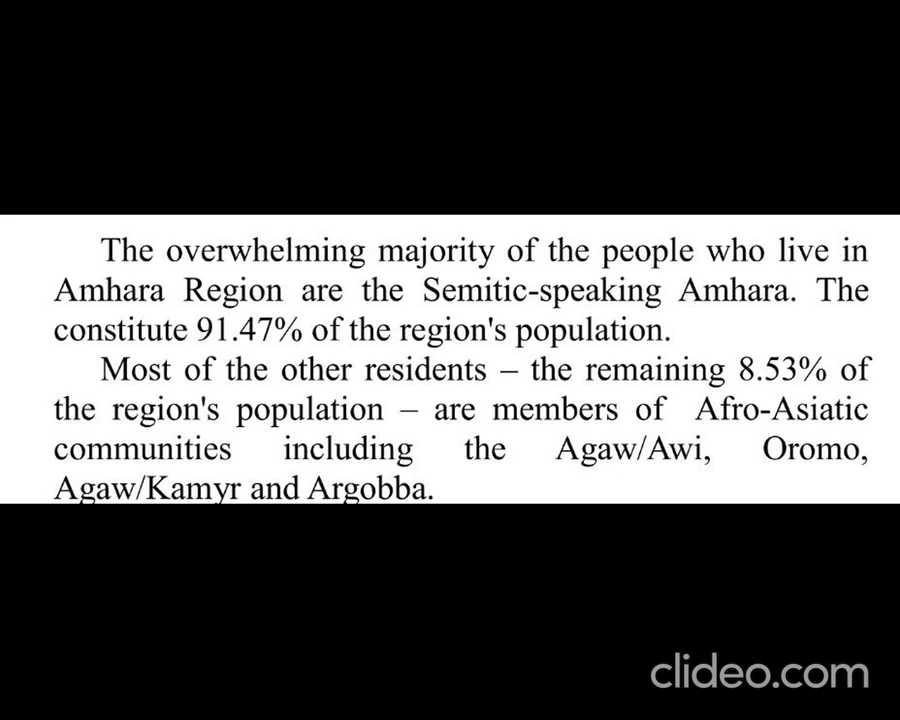 The overwhelming majority of the people who live in
Amhara Region are the Semitic-speaking Amhara. The
constitute 91.47% of the region's population.
Most of the other residents – the remaining 8.53% of
the region's population – are members of Afro-Asiatic
communities including the Agaw/Awi, Oromo,
Agaw/Kamyr and Argobba.
clideo.com